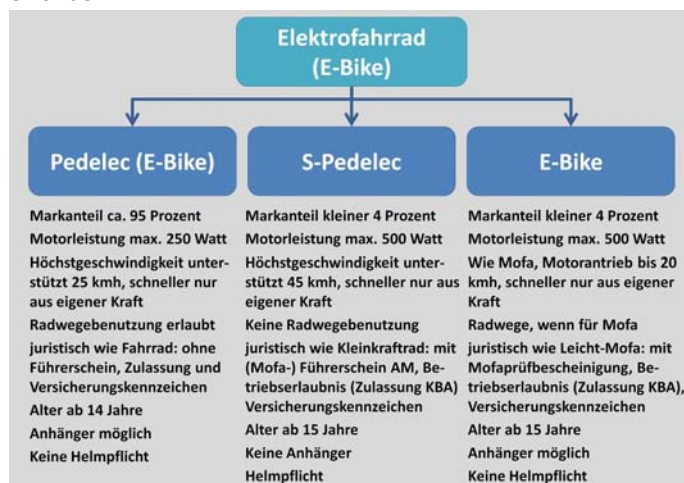 Elektrofahrrad
(E-Bike)
Pedelec (E-Bike)
Markanteil ca. 95 Prozent
Motorleistung max. 250 Watt
Höchstgeschwindigkeit unter-
stützt 25 kmh, schneller nur
aus eigener Kraft
Radwegebenutzung erlaubt
juristisch wie Fahrrad: ohne
Führerschein, Zulassung und
Versicherungskennzeichen
Alter ab 14 Jahre
Anhänger möglich
Keine Helmpflicht
S-Pedelec
Markanteil kleiner 4 Prozent
Motorleistung max. 500 Watt
Höchstgeschwindigkeit unter-
stützt 45 kmh, schneller nur aus
eigener Kraft
Keine Radwegebenutzung
juristisch wie Kleinkraftrad: mit
(Mofa-) Führerschein AM, Be-
triebserlaubnis (Zulassung KBA)
Versicherungskennzeichen
Alter ab 15 Jahre
Keine Anhänger
Helmpflicht
E-Bike
Markanteil kleiner 4 Prozent
Motorleistung max. 500 Watt
Wie Mofa, Motorantrieb bis 20
kmh, schneller nur aus eigener
Kraft
Radwege, wenn für Mofa
juristisch wie Leicht-Mofa: mit
Mofaprüfbescheinigung, Be-
triebserlaubnis (Zulassung KBA),
Versicherungskennzeichen
Alter ab 15 Jahre
Anhänger möglich
Keine Helmpflicht